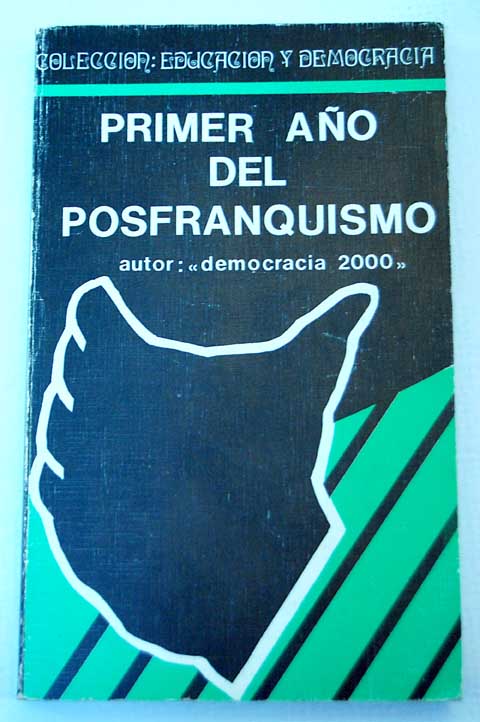 COLECCION: EDUCACION Y DEMOCRACIA
PRIMER AÑO
DEL
POSFRANQUISMO
autor: «democracia 2000»